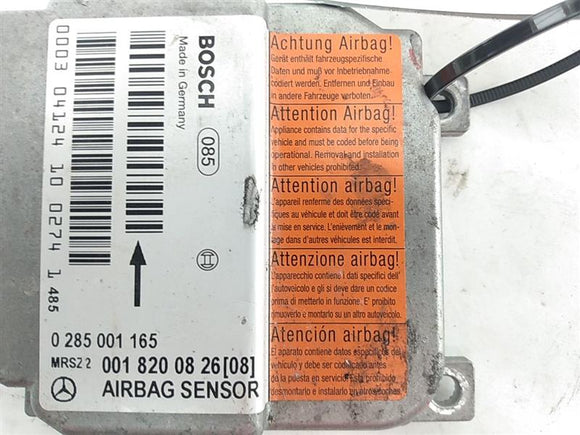 BOSCH
Made in Germany
085
0003 04124 10 0274 1 485
0 285 001 165
MRSZ 2 001 820 08 26[08]
AIRBAG SENSOR
Achtung Airbag!
Gerät enthält fahrzeugspezifische
Daten und muß vor Inbetriebnahme
codiert werden. Entfernen und Einbau
in andere Fahrzeuge verboten.
Attention Airbag!
Appliance contains data for the specific
vehicle and must be coded before being
operational. Removal and installation
in other vehicles prohibited.
Attention airbag!
L'appareil renferme des données spéci-
fiques au véhicule et doit être codé avant
la mise en service. L'enlèvement et le mon-
tage dans d'autres véhicules est interdit.
Attenzione airbag!
L'apparecchio contiene i dati specifici dell'
autoveicolo e gli si deve dare un codice
prima di metterlo in funzione. E' proibito
rimuoverlo e montarlo su un altro autoveicolo.
Atención airbag!
El aparato contiene datos específicos del
vehículo y debe ser codificado antes
de la puesta en servicio. Está prohibido
desmontarlo e instalarlo en otros coches.